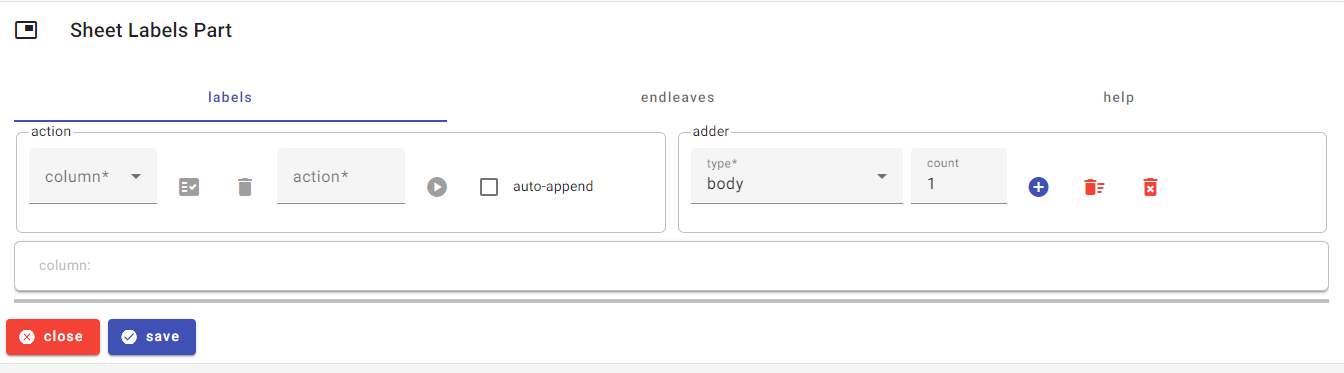 Sheet Labels Part
labels endleaves help
action adder
column* action* auto-append type* body count 1
column:
close save